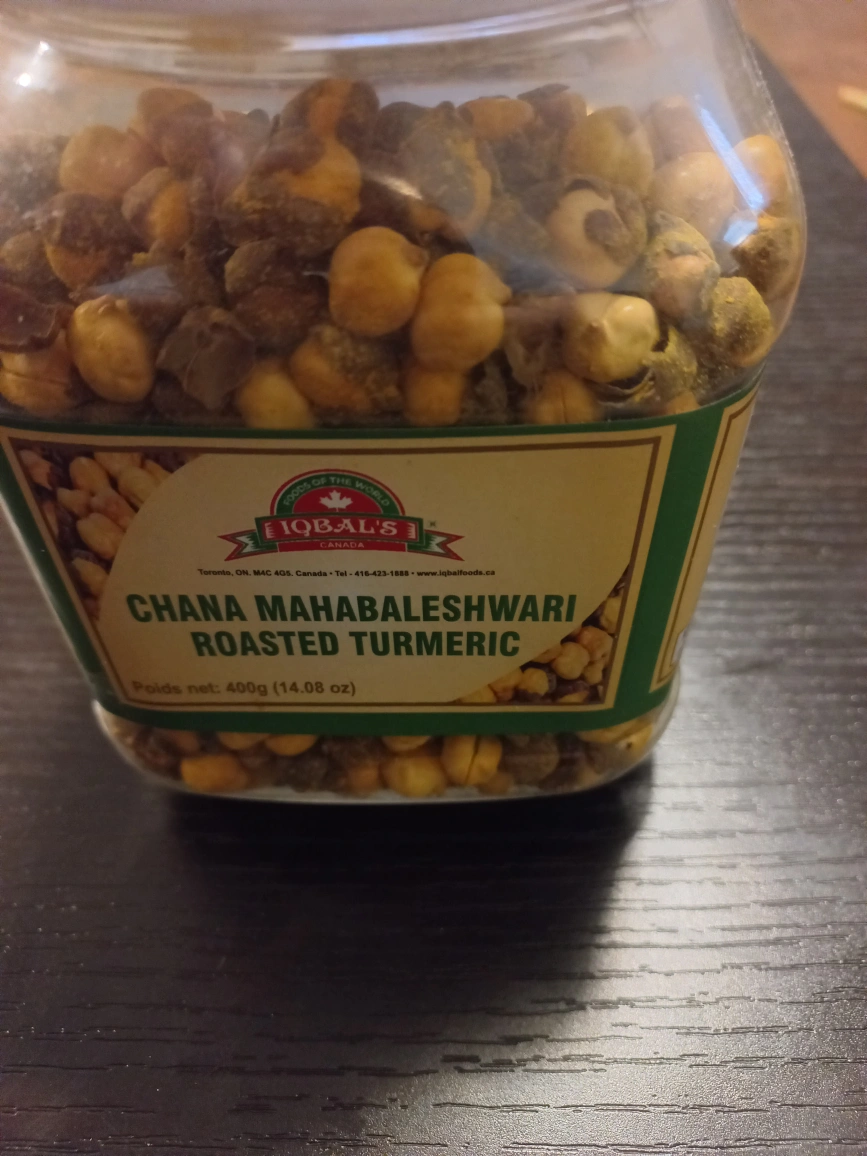 FOODS OF THE WORLD
IQBAL'S
CANADA
Toronto, ON. M4C 4G5. Canada • Tel - 416-423-1888 • www.iqbalfoods.ca
CHANA MAHABALESHWARI
ROASTED TURMERIC
Poids net: 400g (14.08 oz)